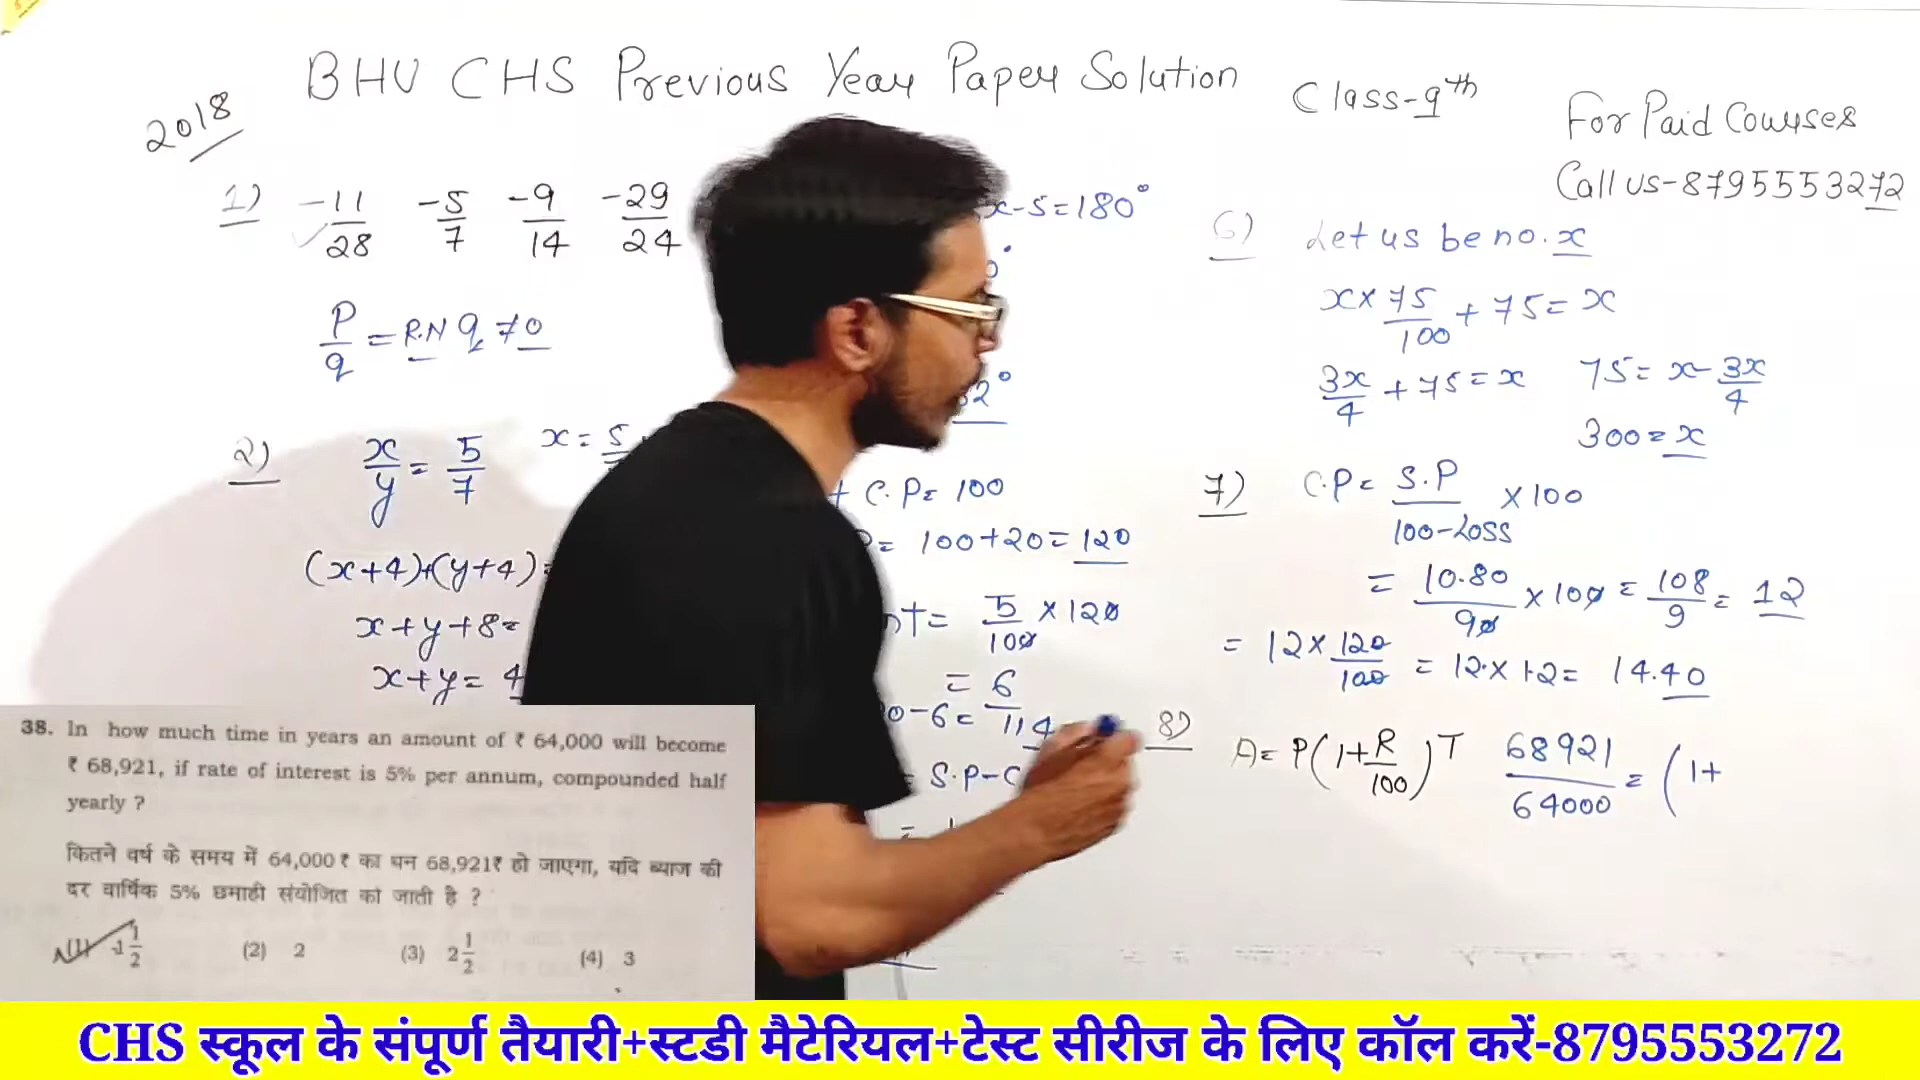 BHU CHS Previous Year Paper Solution
Class-9th
2018
For Paid Courses
Call us-8795553272
1) -11/28 -5/7 -9/14 -29/24
P/q = R.N q ≠ 0
2) x/y = 5/7 x = 5
(x+4)+(y+4) =
x+y+8=
x+y= 4
x-5=180°
C.P= 100
= 100+20=120
= 5/100 × 120
= 6
0-6= 114
= S.P-C
6) Let us be no. x
x × 75/100 + 75 = x
3x/4 + 75 = x 75 = x - 3x/4
300 = x
7) C.P = S.P/100-Loss × 100
= 10.80/90 × 100 = 108/9 = 12
= 12 × 120/100 = 12 × 1.2 = 14.40
8) A = P(1+R/100)^T 68921/64000 = (1+
38. In how much time in years an amount of ₹ 64,000 will become
₹ 68,921, if rate of interest is 5% per annum, compounded half
yearly ?
कितने वर्ष के समय में 64,000 ₹ का धन 68,921₹ हो जाएगा, यदि ब्याज की
दर वार्षिक 5% छमाही संयोजित की जाती है ?
(1) 1 1/2 (2) 2 (3) 2 1/2 (4) 3
CHS स्कूल के संपूर्ण तैयारी+स्टडी मैटेरियल+टेस्ट सीरीज के लिए कॉल करें-8795553272